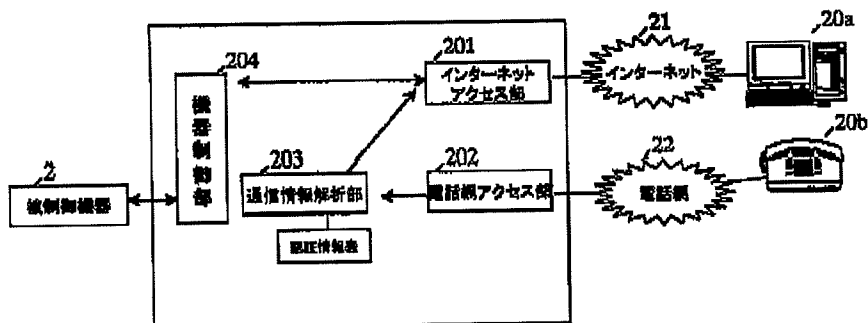 204
機器制御部
201
インターネット
アクセス部
21
インターネット
20a
203
通信情報解析部
202
電話網アクセス部
22
電話網
20b
2
被制御機器
認証情報表